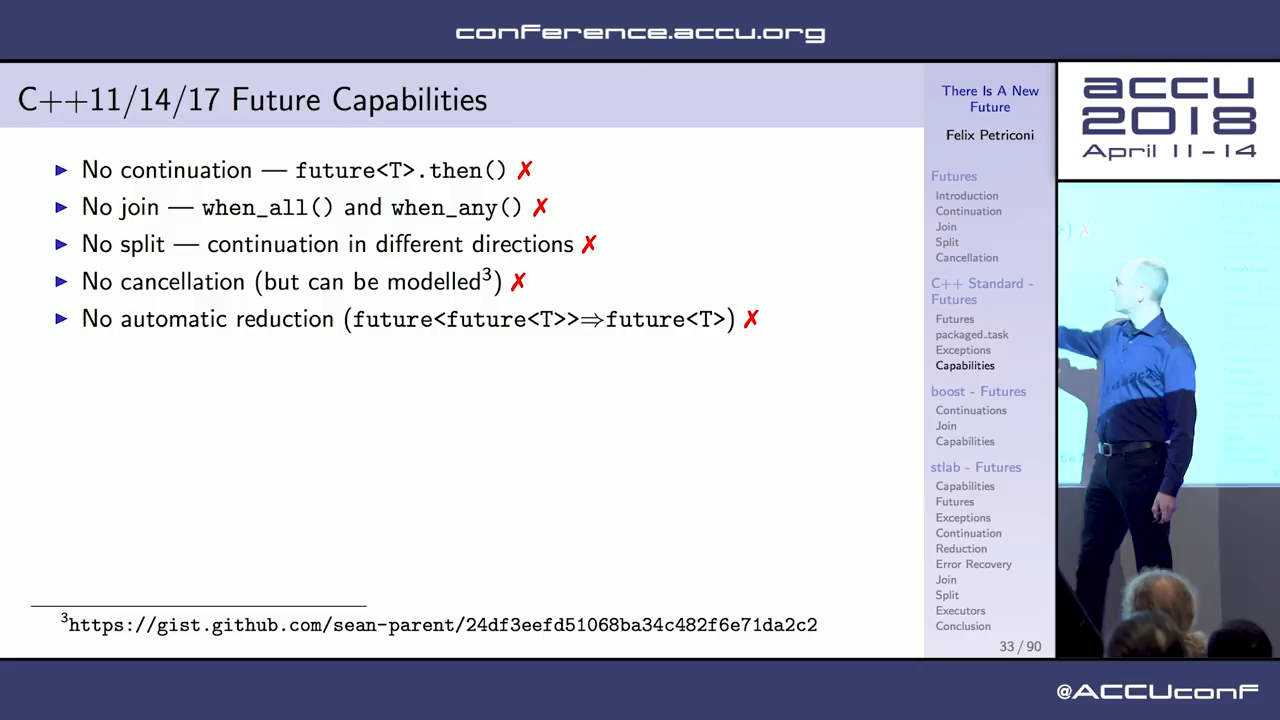 conference.accu.org
C++11/14/17 Future Capabilities
▶ No continuation — future<T>.then() ✗
▶ No join — when_all() and when_any() ✗
▶ No split — continuation in different directions ✗
▶ No cancellation (but can be modelled³) ✗
▶ No automatic reduction (future<future<T>>⇒future<T>) ✗
³https://gist.github.com/sean-parent/24df3eefd51068ba34c482f6e71da2c2
There Is A New
Future
Felix Petriconi
Futures
Introduction
Continuation
Join
Split
Cancellation
C++ Standard -
Futures
Futures
packaged_task
Exceptions
Capabilities
boost - Futures
Continuations
Join
Capabilities
stlab - Futures
Capabilities
Futures
Exceptions
Continuation
Reduction
Error Recovery
Join
Split
Executors
Conclusion
33 / 90
accu
2018
April 11-14
@ACCUconf